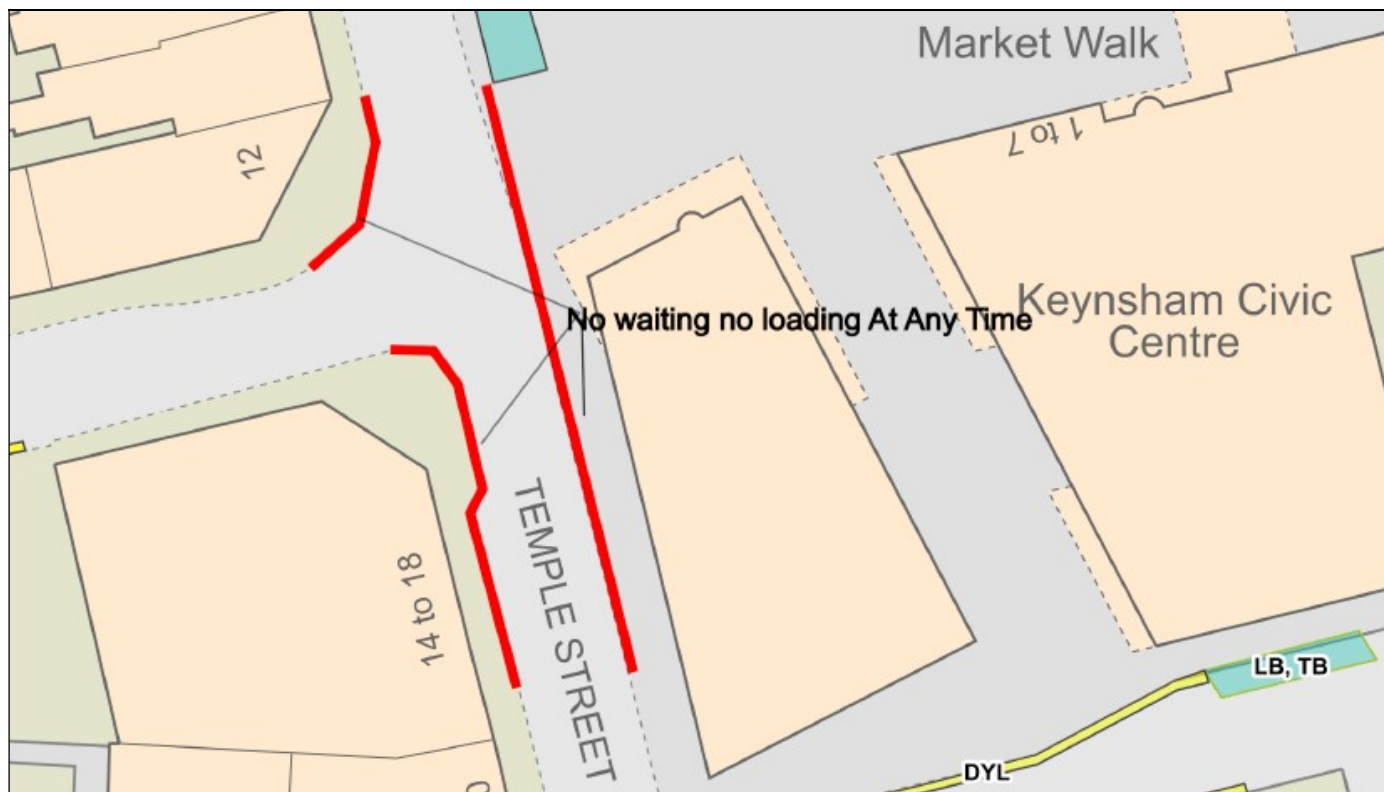 Market Walk
12
1 to 7
No waiting no loading At Any Time
Keynsham Civic
Centre
TEMPLE STREET
14 to 18
LB, TB
DYL